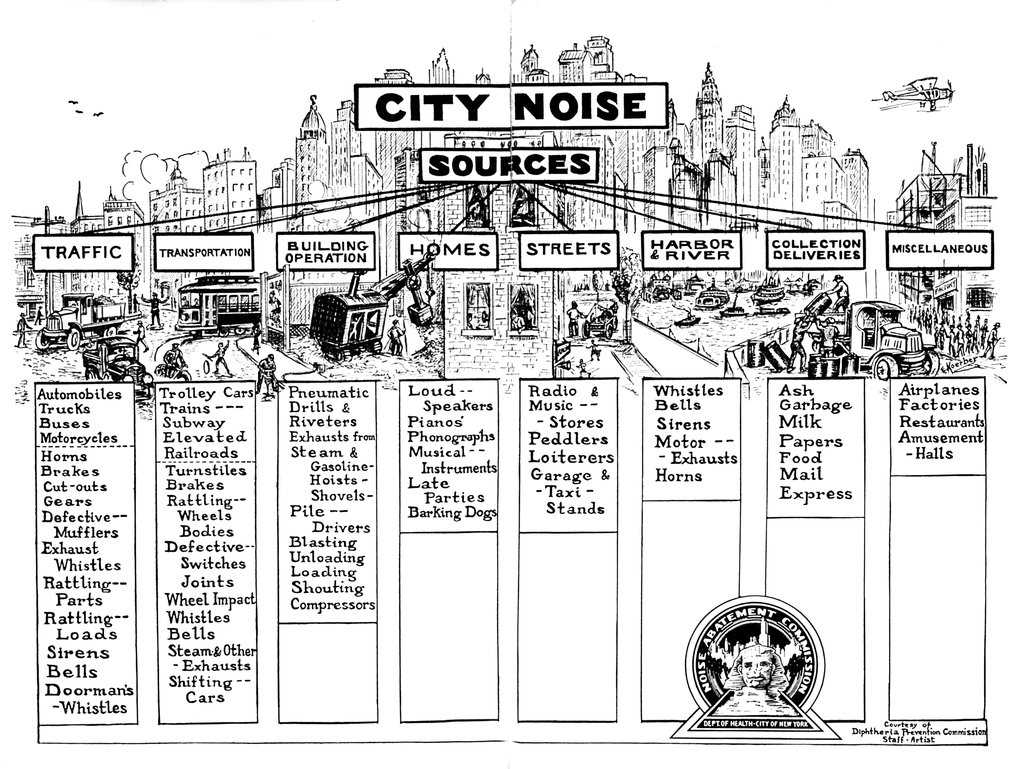 CITY NOISE
SOURCES
TRAFFIC
TRANSPORTATION
BUILDING
OPERATION
HOMES
STREETS
HARBOR
& RIVER
COLLECTION
DELIVERIES
MISCELLANEOUS
Automobiles
Trucks
Buses
Motorcycles
Horns
Brakes
Cut-outs
Gears
Defective--
Mufflers
Exhaust
Whistles
Rattling--
Parts
Rattling--
Loads
Sirens
Bells
Doorman's
-Whistles
Trolley Cars
Trains ---
Subway
Elevated
Railroads
Turnstiles
Brakes
Rattling--
Wheels
Bodies
Defective--
Switches
Joints
Wheel Impact
Whistles
Bells
Steam & Other
- Exhausts
Shifting --
Cars
Pneumatic
Drills &
Riveters
Exhausts from
Steam &
Gasoline-
Hoists -
Shovels-
Pile --
Drivers
Blasting
Unloading
Loading
Shouting
Compressors
Loud --
Speakers
Pianos
Phonographs
Musical --
Instruments
Late
Parties
Barking Dogs
Radio &
Music --
- Stores
Peddlers
Loiterers
Garage &
- Taxi -
Stands
Whistles
Bells
Sirens
Motor --
- Exhausts
Horns
Ash
Garbage
Milk
Papers
Food
Mail
Express
Airplanes
Factories
Restaurants
Amusement
- Halls
NOISE ABATEMENT COMMISSION
DEPT. OF HEALTH-CITY OF NEW YORK
Courtesy of
Diphtheria Prevention Commission
Staff - Artist